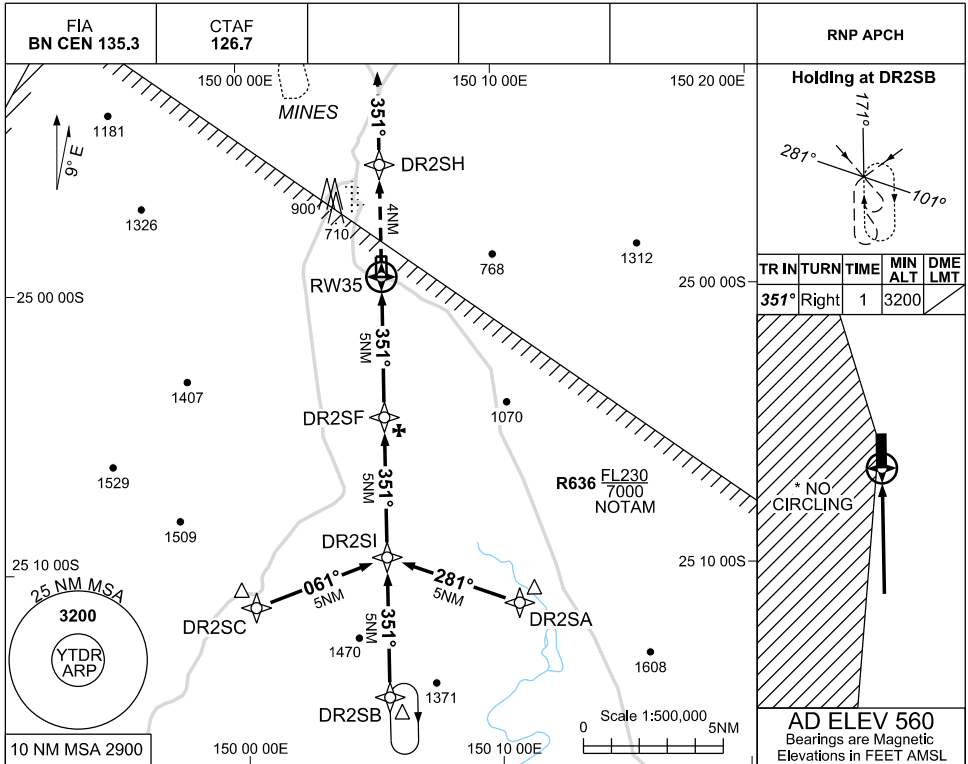 FIA
BN CEN 135.3
CTAF
126.7
RNP APCH
150 00 00E
150 10 00E
150 20 00E
MINES
351°
DR2SH
9° E
1181
1326
900
710
4NM
768
1312
RW35
25 00 00S
25 00 00S
351°
5NM
1407
DR2SF
1070
1529
351°
5NM
R636 FL230
7000
NOTAM
1509
DR2SI
25 10 00S
25 10 00S
061°
5NM
281°
5NM
351°
5NM
DR2SC
DR2SA
1470
1608
1371
DR2SB
25 NM MSA
3200
YTDR
ARP
10 NM MSA 2900
150 00 00E
150 10 00E
Scale 1:500,000
0
5NM
Holding at DR2SB
171°
281°
101°
TR IN TURN TIME MIN ALT DME LMT
351° Right 1 3200
* NO
CIRCLING
AD ELEV 560
Bearings are Magnetic
Elevations in FEET AMSL